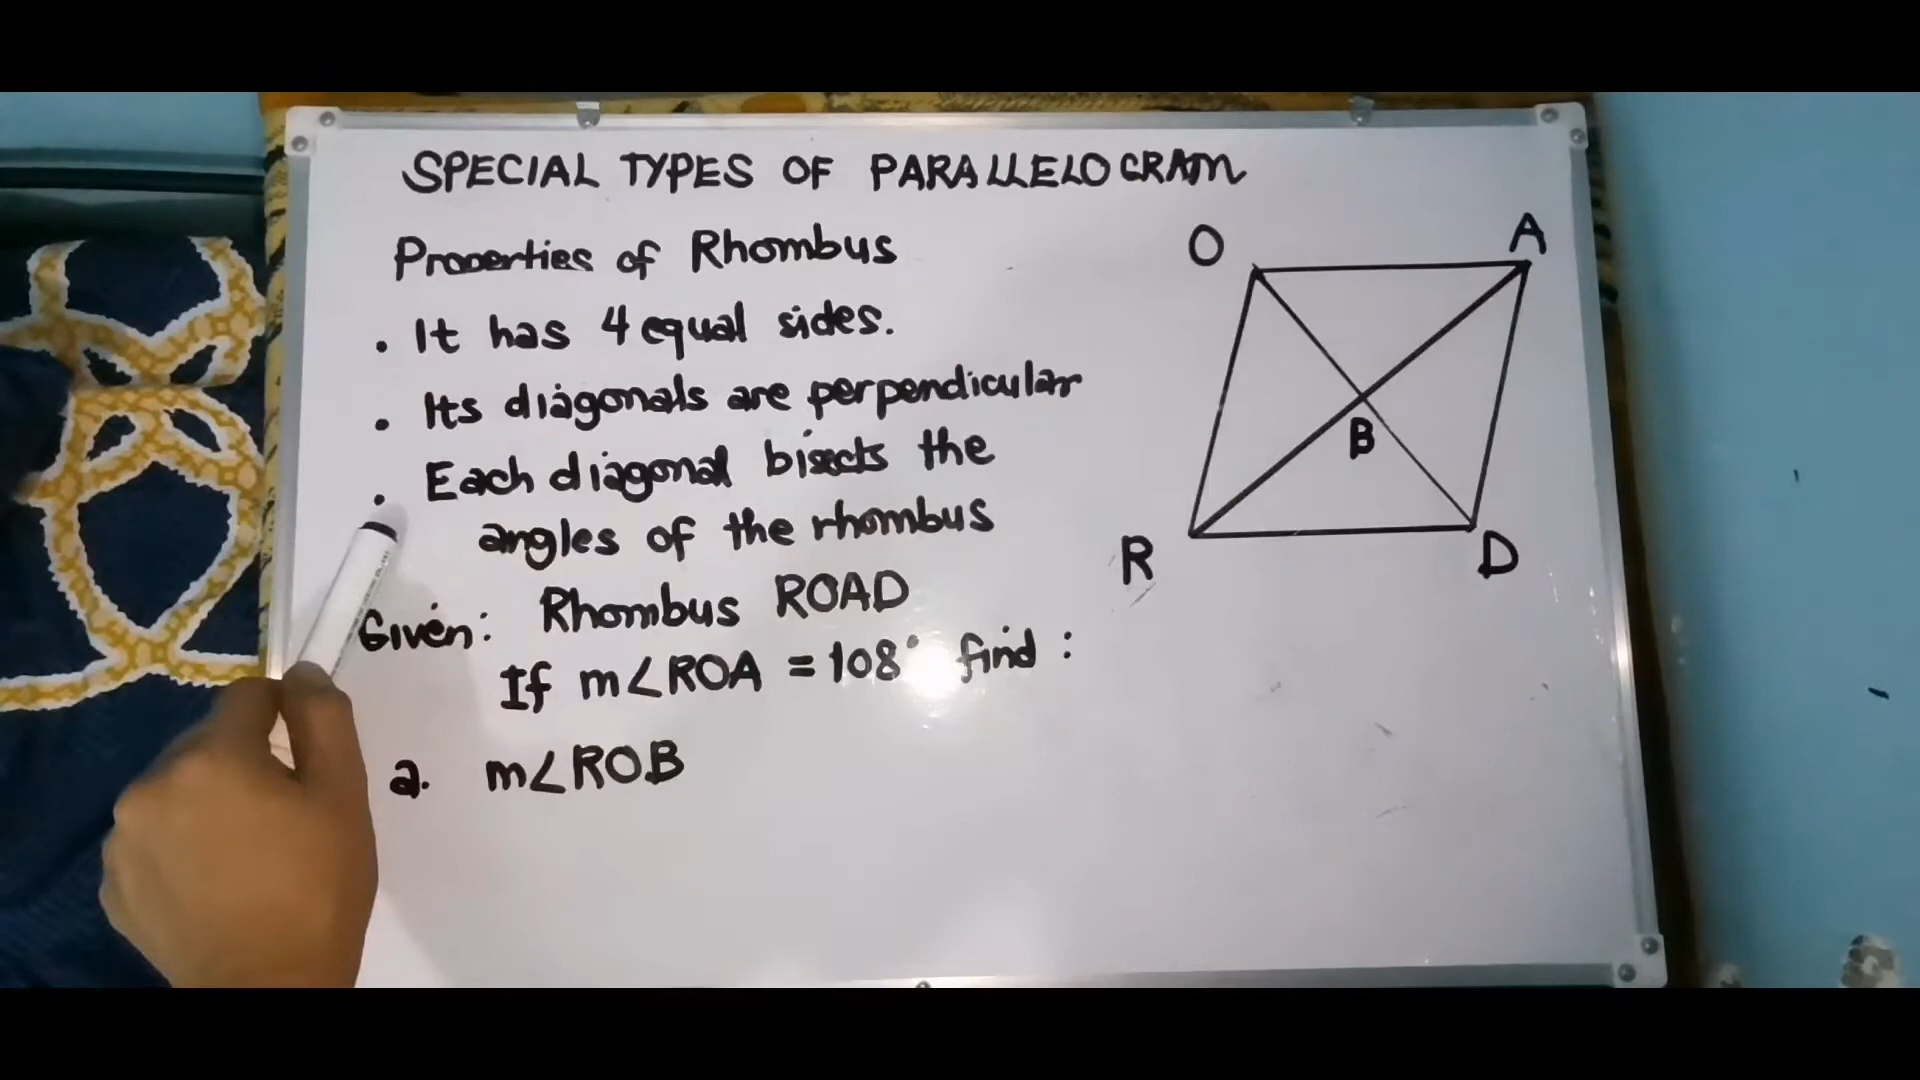 SPECIAL TYPES OF PARALLELOGRAM
Properties of Rhombus
. It has 4 equal sides.
. Its diagonals are perpendicular
. Each diagonal bisects the
angles of the rhombus
Given: Rhombus ROAD
If m∠ROA = 108° find :
a. m∠ROB
O
A
B
R
D